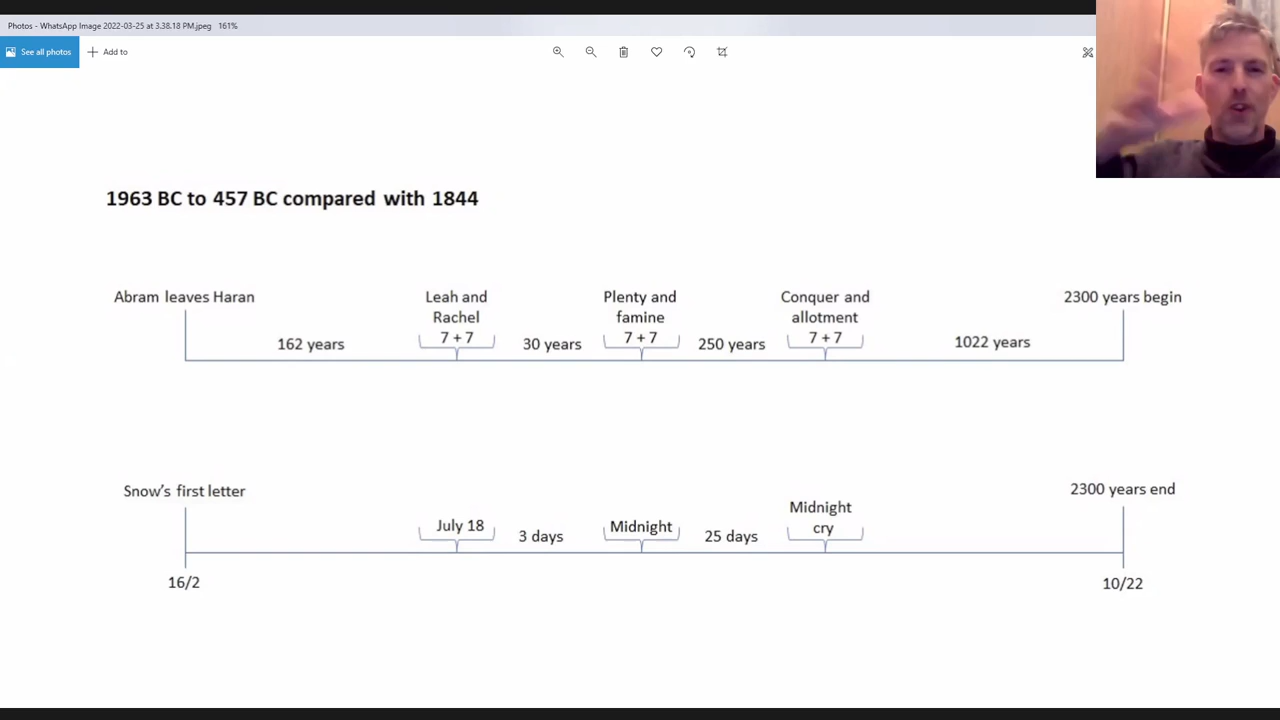 Photos - WhatsApp Image 2022-03-25 at 3.38.18 PM.jpeg 161%
See all photos
Add to
1963 BC to 457 BC compared with 1844
Abram leaves Haran
Leah and
Rachel
7 + 7
Plenty and
famine
7 + 7
Conquer and
allotment
7 + 7
2300 years begin
162 years
30 years
250 years
1022 years
Snow's first letter
July 18
3 days
Midnight
25 days
Midnight
cry
2300 years end
16/2
10/22